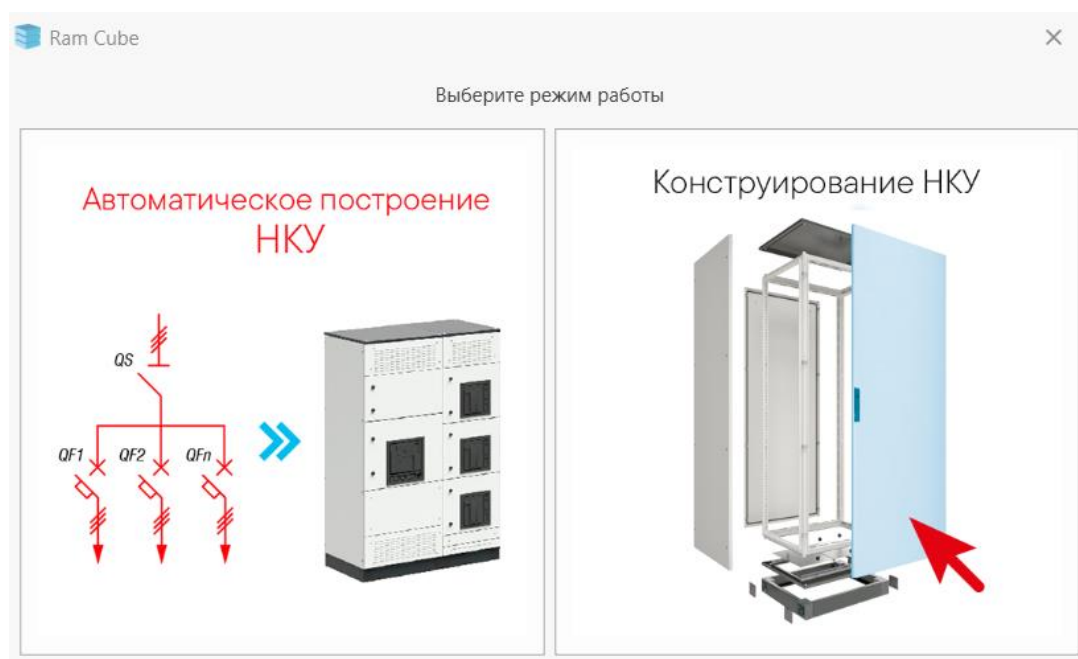 Ram Cube
Выберите режим работы
Автоматическое построение
НКУ
QS
QF1 QF2 QFn
Конструирование НКУ